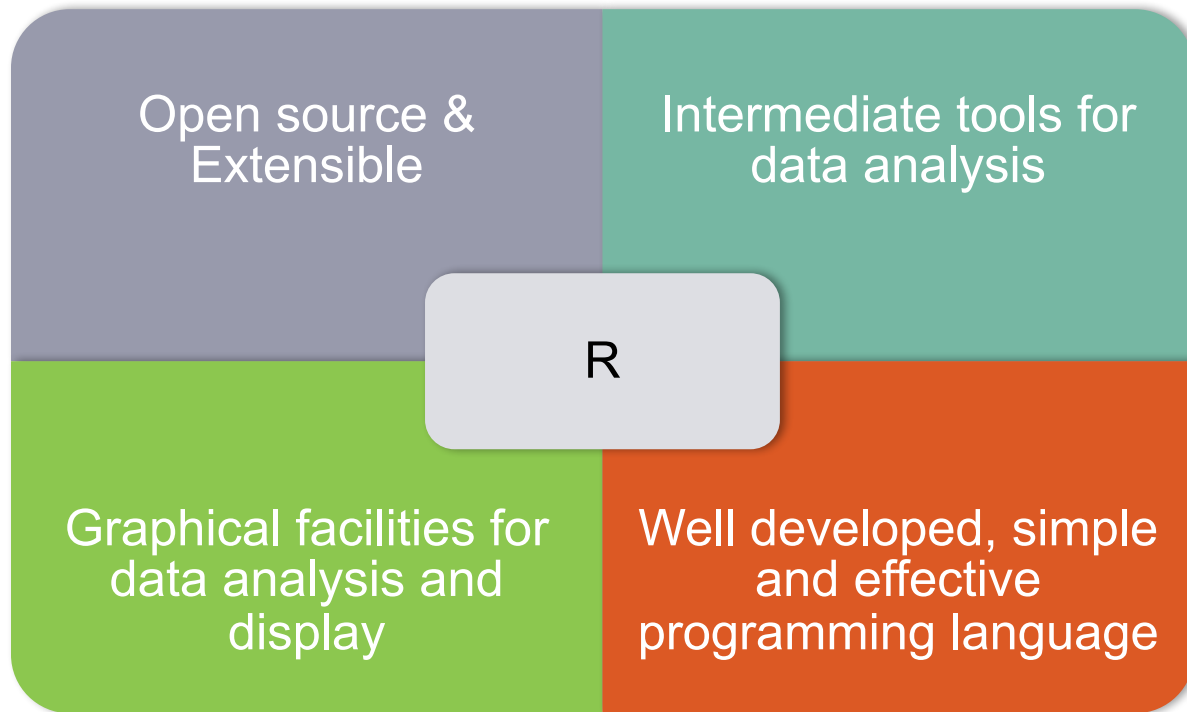 Open source &
Extensible
Intermediate tools for
data analysis
R
Graphical facilities for
data analysis and
display
Well developed, simple
and effective
programming language